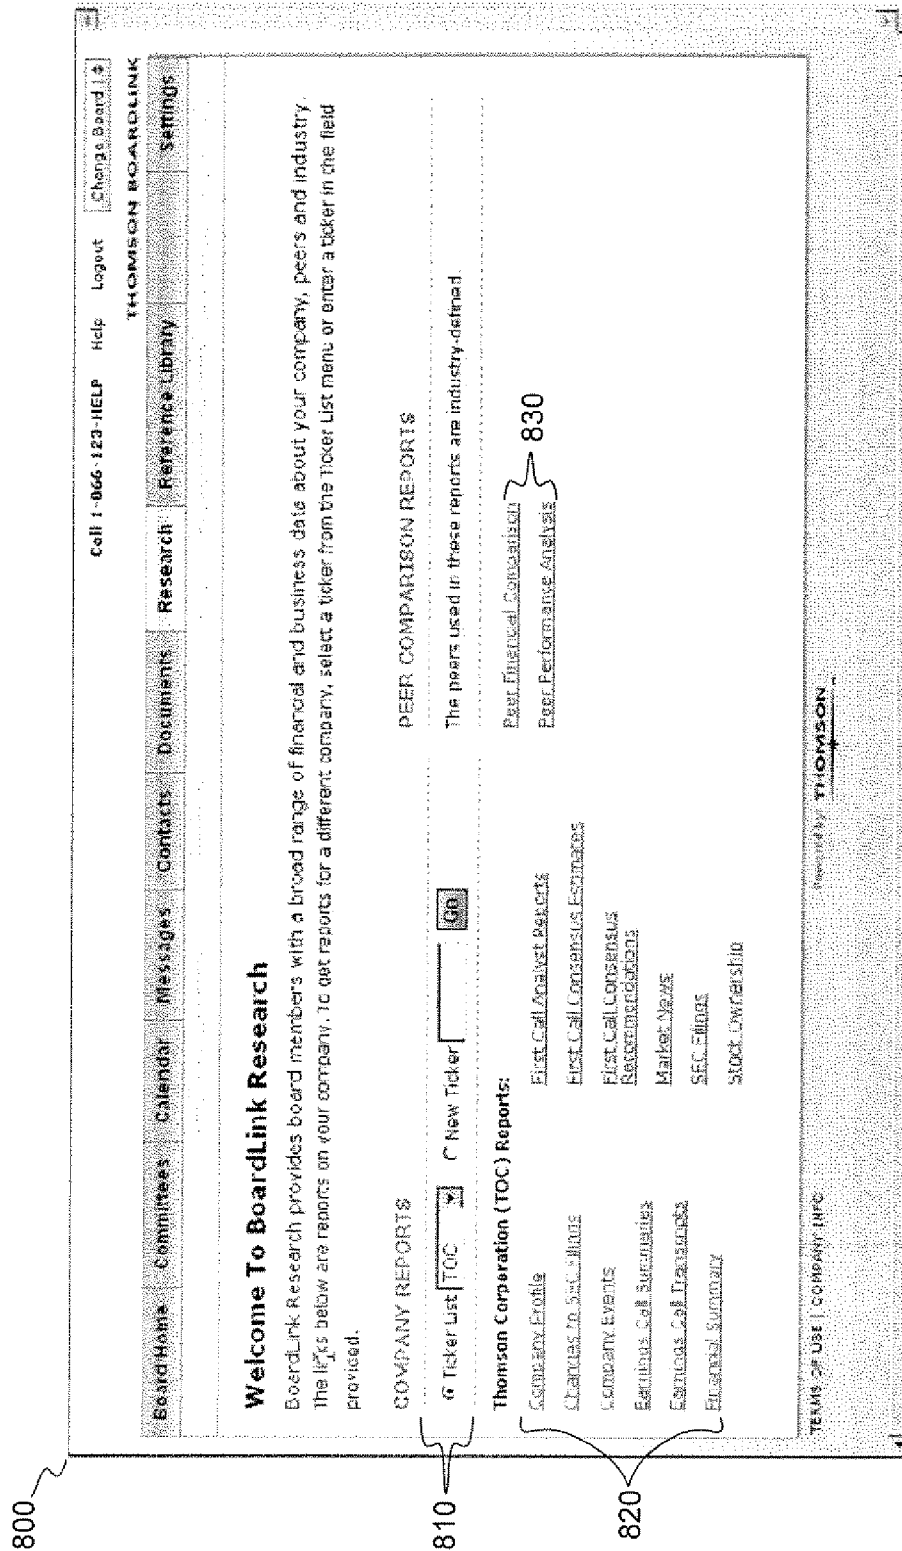 800
Call 1-866-123-HELP Help Logout Change Board
THOMSON BOARDLINK
Board Home Committees Calendar Messages Contacts Documents Research Reference Library Settings
Welcome To BoardLink Research
BoardLink Research provides board members with a broad range of financial and business data about your company, peers and industry.
The links below are reports on your company. To get reports for a different company, select a ticker from the Ticker List menu or enter a ticker in the field
provided.
COMPANY REPORTS
PEER COMPARISON REPORTS
810
Ticker List TOC New Ticker Go
The peers used in these reports are industry-defined
Thomson Corporation (TOC) Reports:
820
Company Profile
Changes to SEC Filings
Company Events
Earnings Call Summaries
Earnings Call Transcripts
Financial Summary
First Call Analyst Reports
First Call Consensus Estimates
First Call Consensus
Recommendations
Market News
SEC Filings
Stock Ownership
Peer Financial Comparison
Peer Performance Analysis
830
TERMS OF USE | COMPANY INFO
Powered by THOMSON